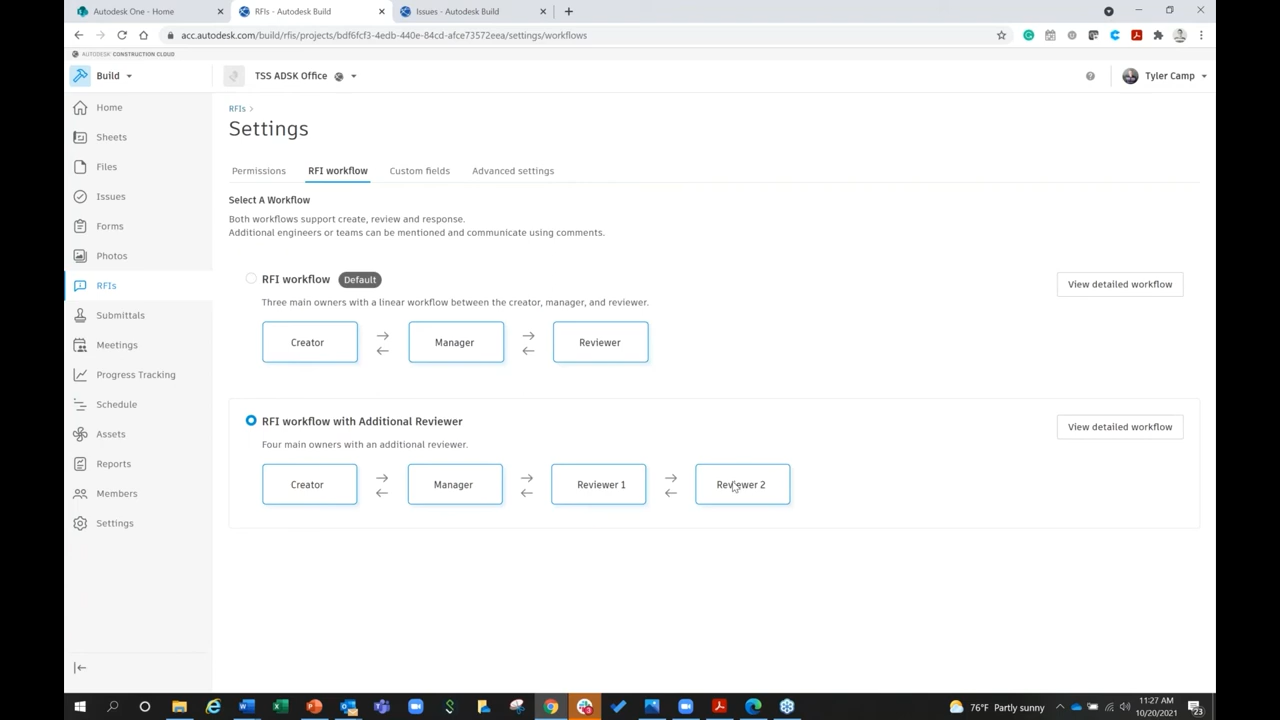 Autodesk One - Home
RFIs - Autodesk Build
Issues - Autodesk Build
acc.autodesk.com/build/rfis/projects/bdf6fcf3-4edb-440e-84cd-afce73572eea/settings/workflows
AUTODESK CONSTRUCTION CLOUD
Build
TSS ADSK Office
Tyler Camp
Home
Sheets
Files
Issues
Forms
Photos
RFIs
Submittals
Meetings
Progress Tracking
Schedule
Assets
Reports
Members
Settings
RFIs >
Settings
Permissions
RFI workflow
Custom fields
Advanced settings
Select A Workflow
Both workflows support create, review and response.
Additional engineers or teams can be mentioned and communicate using comments.
RFI workflow Default
View detailed workflow
Three main owners with a linear workflow between the creator, manager, and reviewer.
Creator
Manager
Reviewer
RFI workflow with Additional Reviewer
View detailed workflow
Four main owners with an additional reviewer.
Creator
Manager
Reviewer 1
Reviewer 2
76°F Partly sunny
11:27 AM
10/20/2021
23